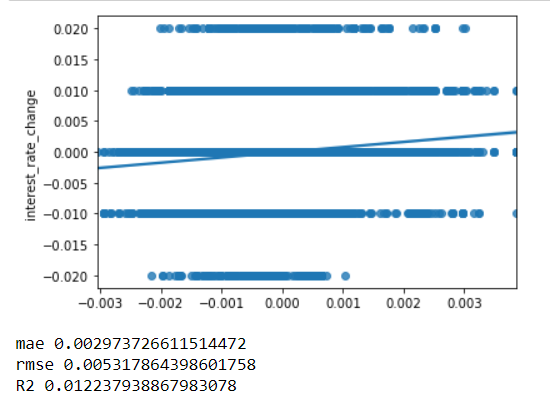 0.020
0.015
0.010
0.005
0.000
−0.005
−0.010
−0.015
−0.020
interest_rate_change
−0.003 −0.002 −0.001 0.000 0.001 0.002 0.003
mae 0.002973726611514472
rmse 0.005317864398601758
R2 0.012237938867983078